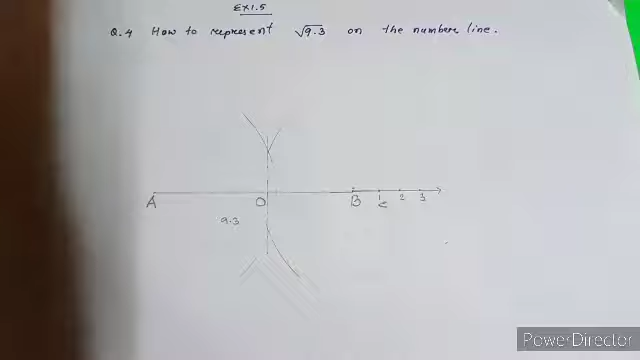 EX1.5
Q.4 How to represent √9.3 on the number line.
A O B C 2 3
9.3
PowerDirector